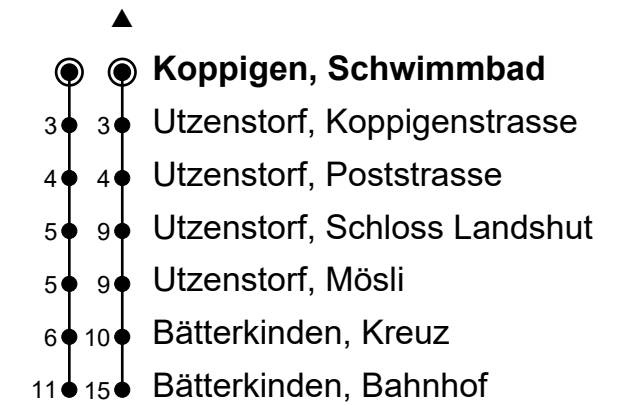 ▲
Koppigen, Schwimmbad
3 3 Utzenstorf, Koppigenstrasse
4 4 Utzenstorf, Poststrasse
5 9 Utzenstorf, Schloss Landshut
5 9 Utzenstorf, Mösli
6 10 Bätterkinden, Kreuz
11 15 Bätterkinden, Bahnhof